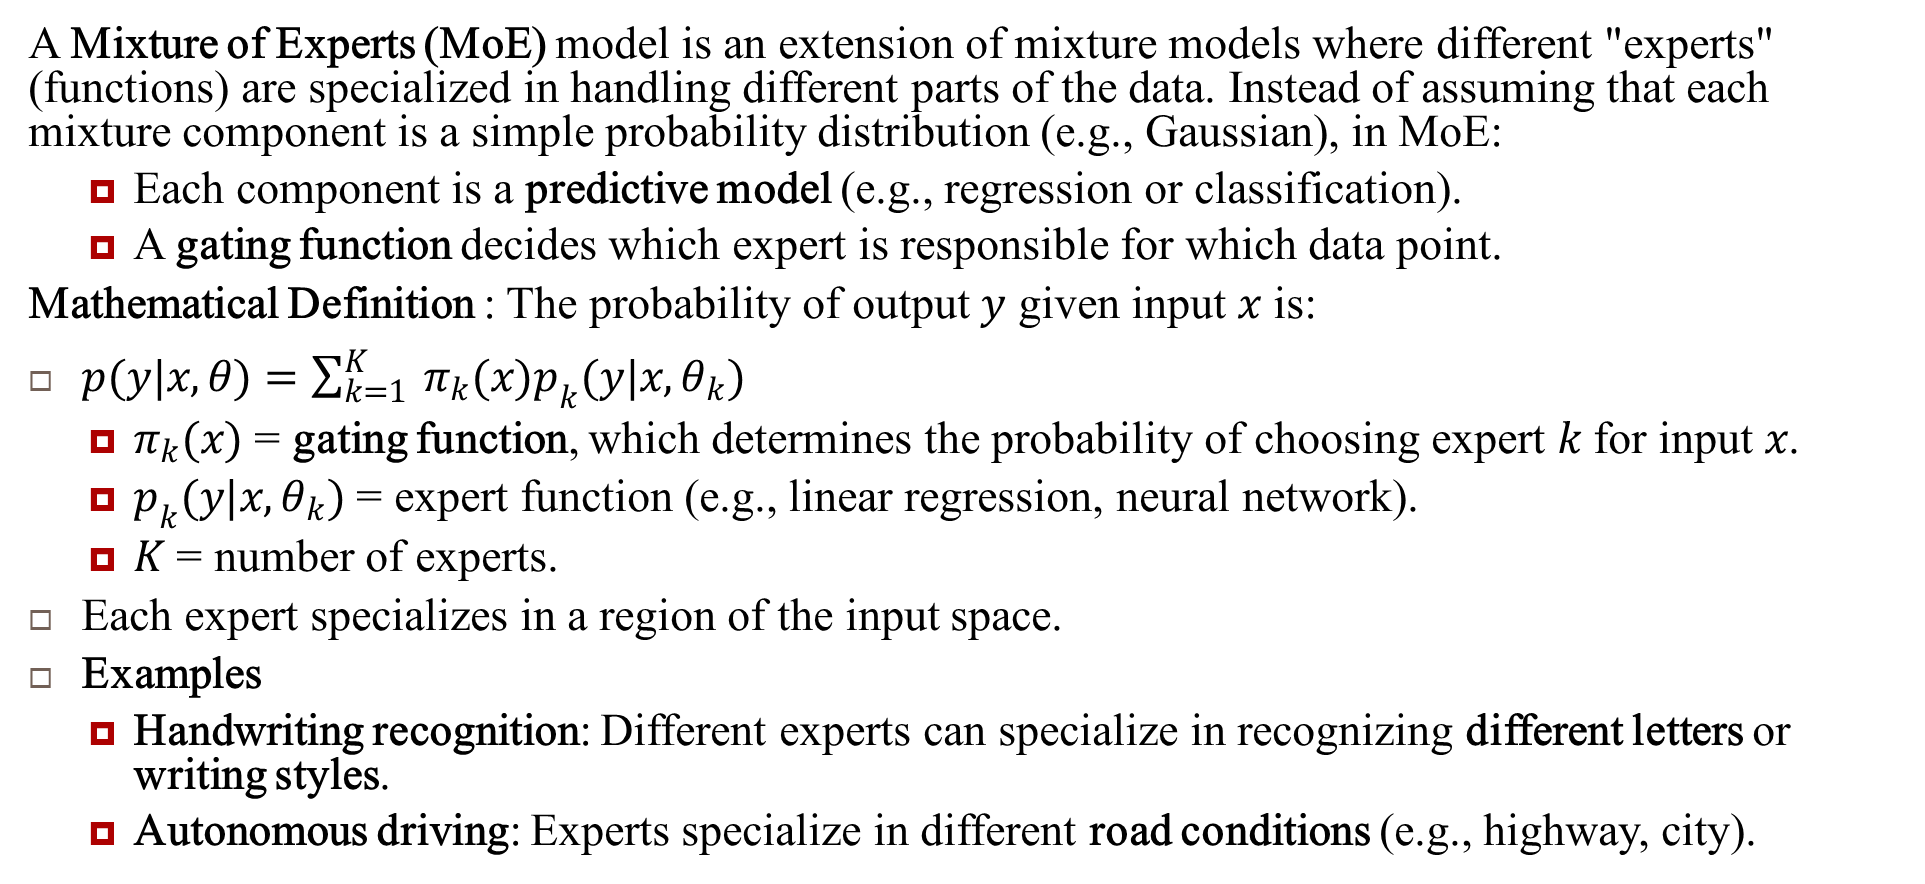 A Mixture of Experts (MoE) model is an extension of mixture models where different "experts"
(functions) are specialized in handling different parts of the data. Instead of assuming that each
mixture component is a simple probability distribution (e.g., Gaussian), in MoE:
Each component is a predictive model (e.g., regression or classification).
A gating function decides which expert is responsible for which data point.
Mathematical Definition : The probability of output y given input x is:
p(y|x, θ) = ∑_{k=1}^{K} π_k(x)p_k(y|x, θ_k)
π_k(x) = gating function, which determines the probability of choosing expert k for input x.
p_k(y|x, θ_k) = expert function (e.g., linear regression, neural network).
K = number of experts.
Each expert specializes in a region of the input space.
Examples
Handwriting recognition: Different experts can specialize in recognizing different letters or
writing styles.
Autonomous driving: Experts specialize in different road conditions (e.g., highway, city).